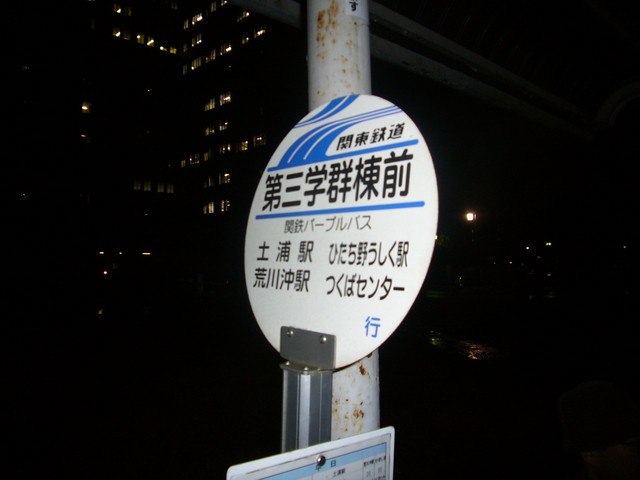 す
関東鉄道
第三学群棟前
関鉄パープルバス
土浦駅 ひたち野うしく駅
荒川沖駅 つくばセンター
行
日